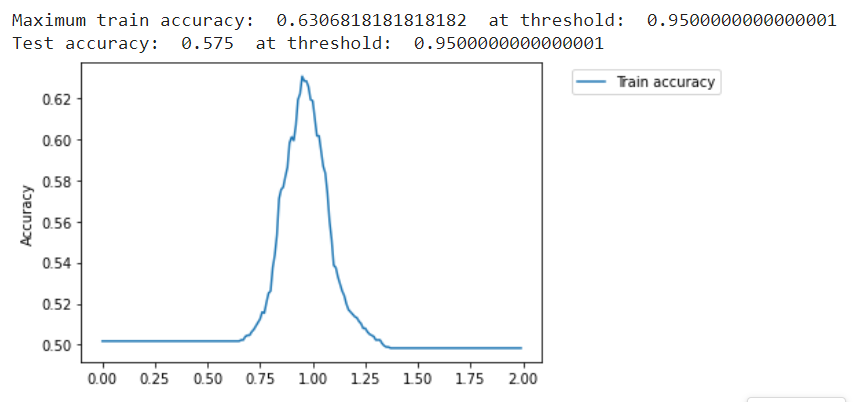 Maximum train accuracy:  0.6306818181818182  at threshold:  0.9500000000000001
Test accuracy:  0.575  at threshold:  0.9500000000000001
Train accuracy
0.62
0.60
0.58
0.56
0.54
0.52
0.50
Accuracy
0.00 0.25 0.50 0.75 1.00 1.25 1.50 1.75 2.00